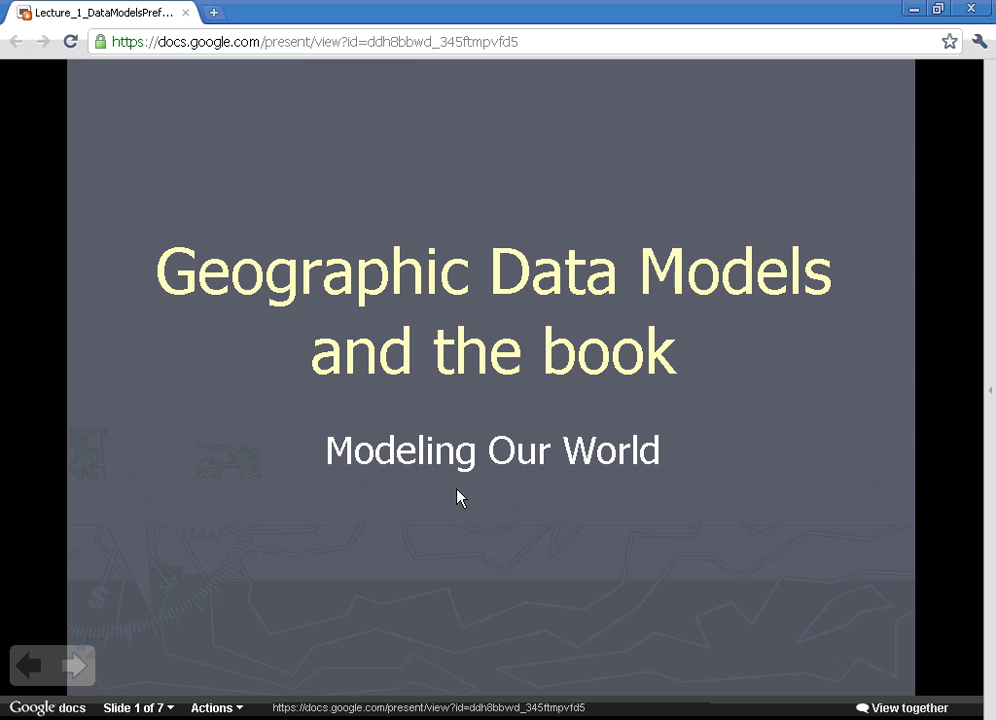 Lecture_1_DataModelsPref...
https://docs.google.com/present/view?id=ddh8bbwd_345ftmpvfd5
Geographic Data Models
and the book
Modeling Our World
S
Google docs
Slide 1 of 7
Actions
https://docs.google.com/present/view?id=ddh8bbwd_345ftmpvfd5
View together